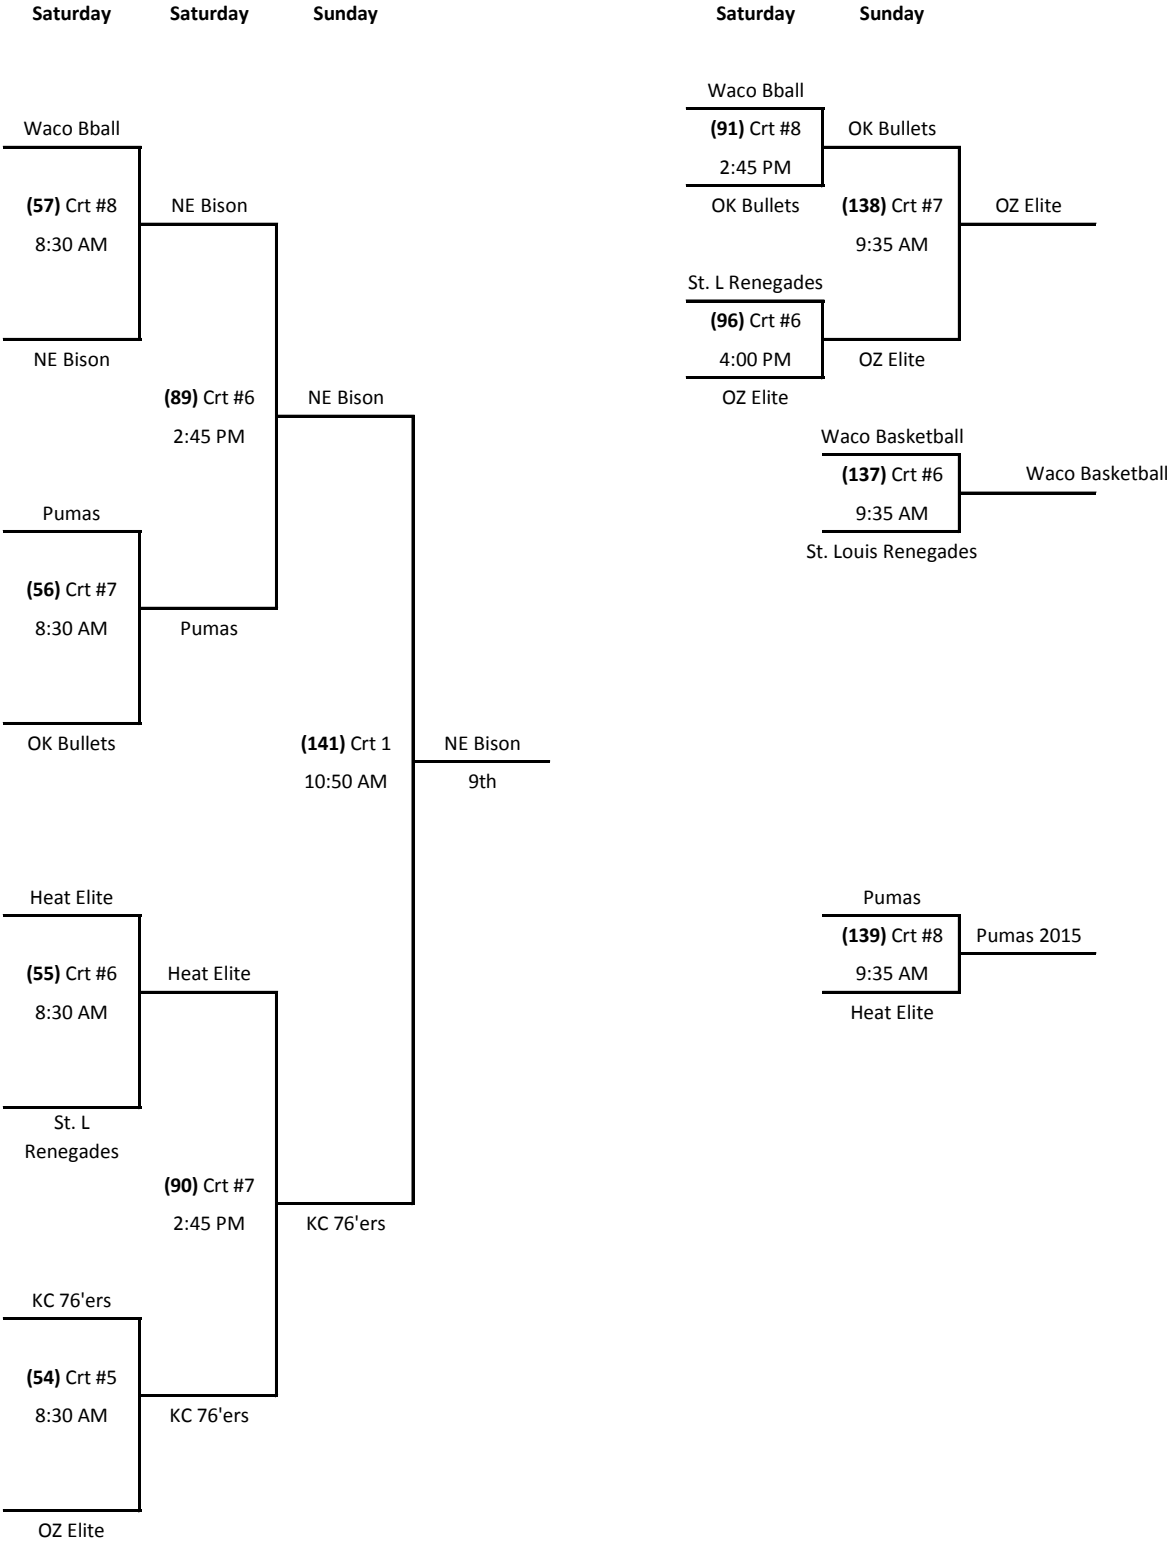 Saturday Saturday Sunday Saturday Sunday
Waco Bball
Waco Bball (91) Crt #8 OK Bullets
2:45 PM
(57) Crt #8 NE Bison OK Bullets (138) Crt #7 OZ Elite
8:30 AM 9:35 AM
St. L Renegades
(96) Crt #6
NE Bison 4:00 PM OZ Elite
(89) Crt #6 NE Bison OZ Elite
2:45 PM Waco Basketball
(137) Crt #6 Waco Basketball
Pumas 9:35 AM
St. Louis Renegades
(56) Crt #7
8:30 AM Pumas
OK Bullets (141) Crt 1 NE Bison
10:50 AM 9th
Heat Elite Pumas
(139) Crt #8 Pumas 2015
(55) Crt #6 Heat Elite 9:35 AM
8:30 AM Heat Elite
St. L
Renegades
(90) Crt #7
2:45 PM KC 76'ers
KC 76'ers
(54) Crt #5
8:30 AM KC 76'ers
OZ Elite